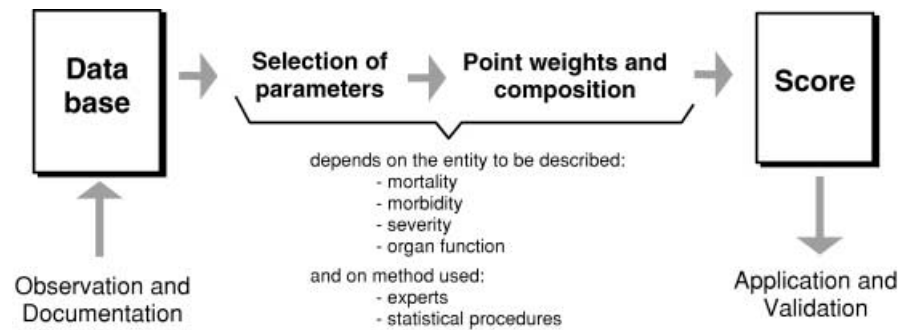 Data
base
Selection of
parameters
Point weights and
composition
Score
depends on the entity to be described:
- mortality
- morbidity
- severity
- organ function
and on method used:
- experts
- statistical procedures
Observation and
Documentation
Application and
Validation